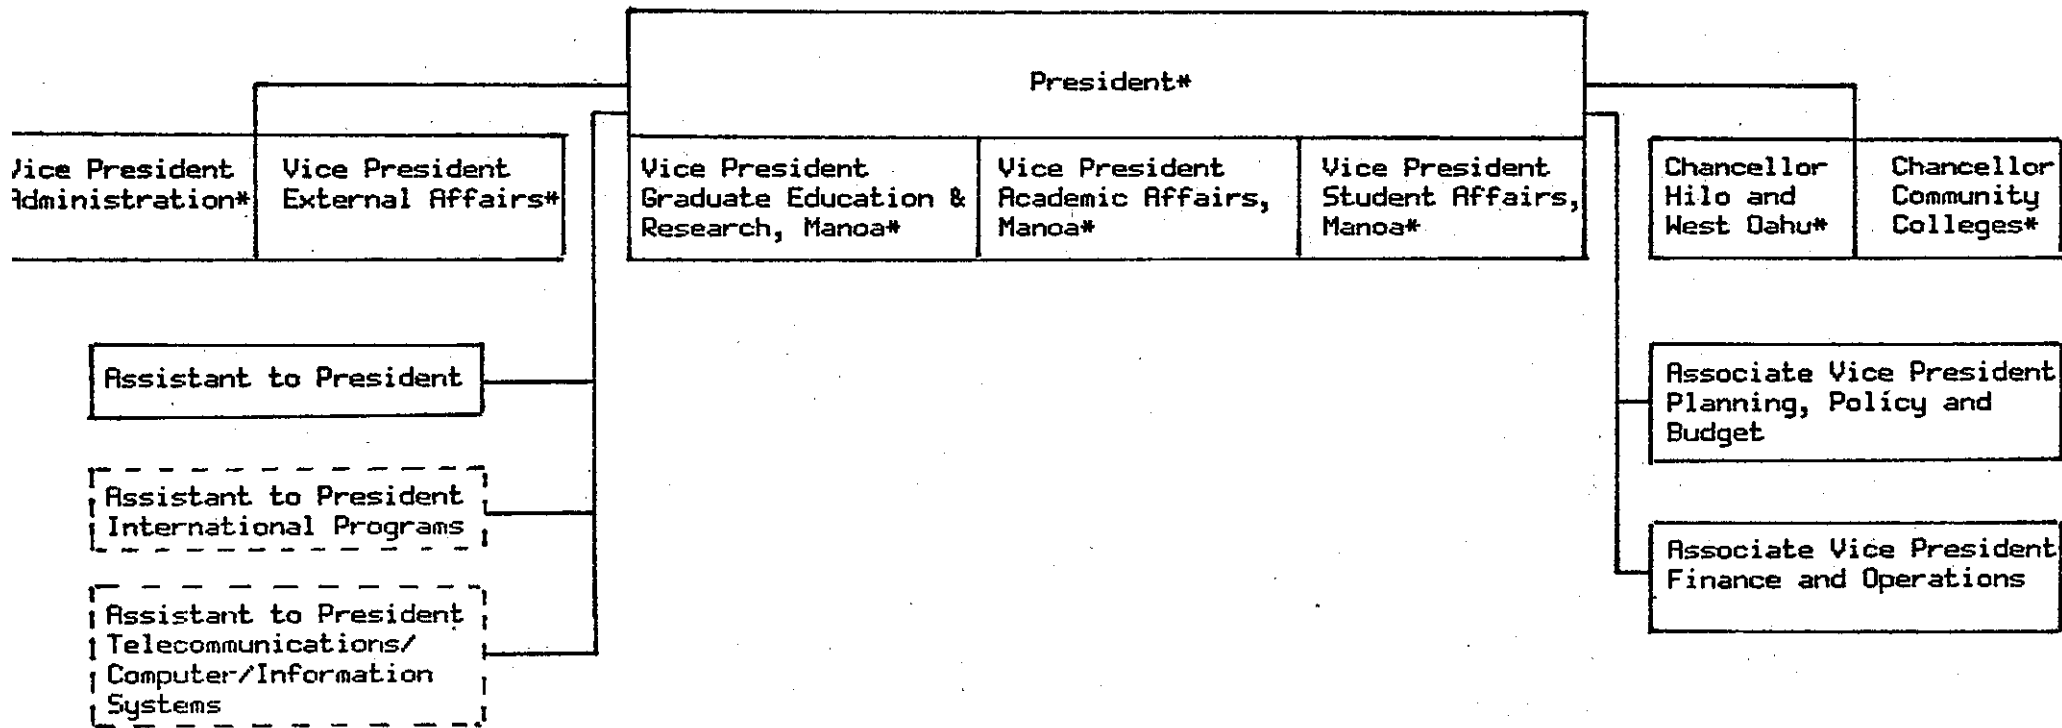 President*
Vice President
Administration*
Vice President
External Affairs*
Vice President
Graduate Education &
Research, Manoa*
Vice President
Academic Affairs,
Manoa*
Vice President
Student Affairs,
Manoa*
Chancellor
Hilo and
West Oahu*
Chancellor
Community
Colleges*
Assistant to President
Associate Vice President
Planning, Policy and
Budget
Assistant to President
International Programs
Associate Vice President
Finance and Operations
Assistant to President
Telecommunications/
Computer/Information
Systems